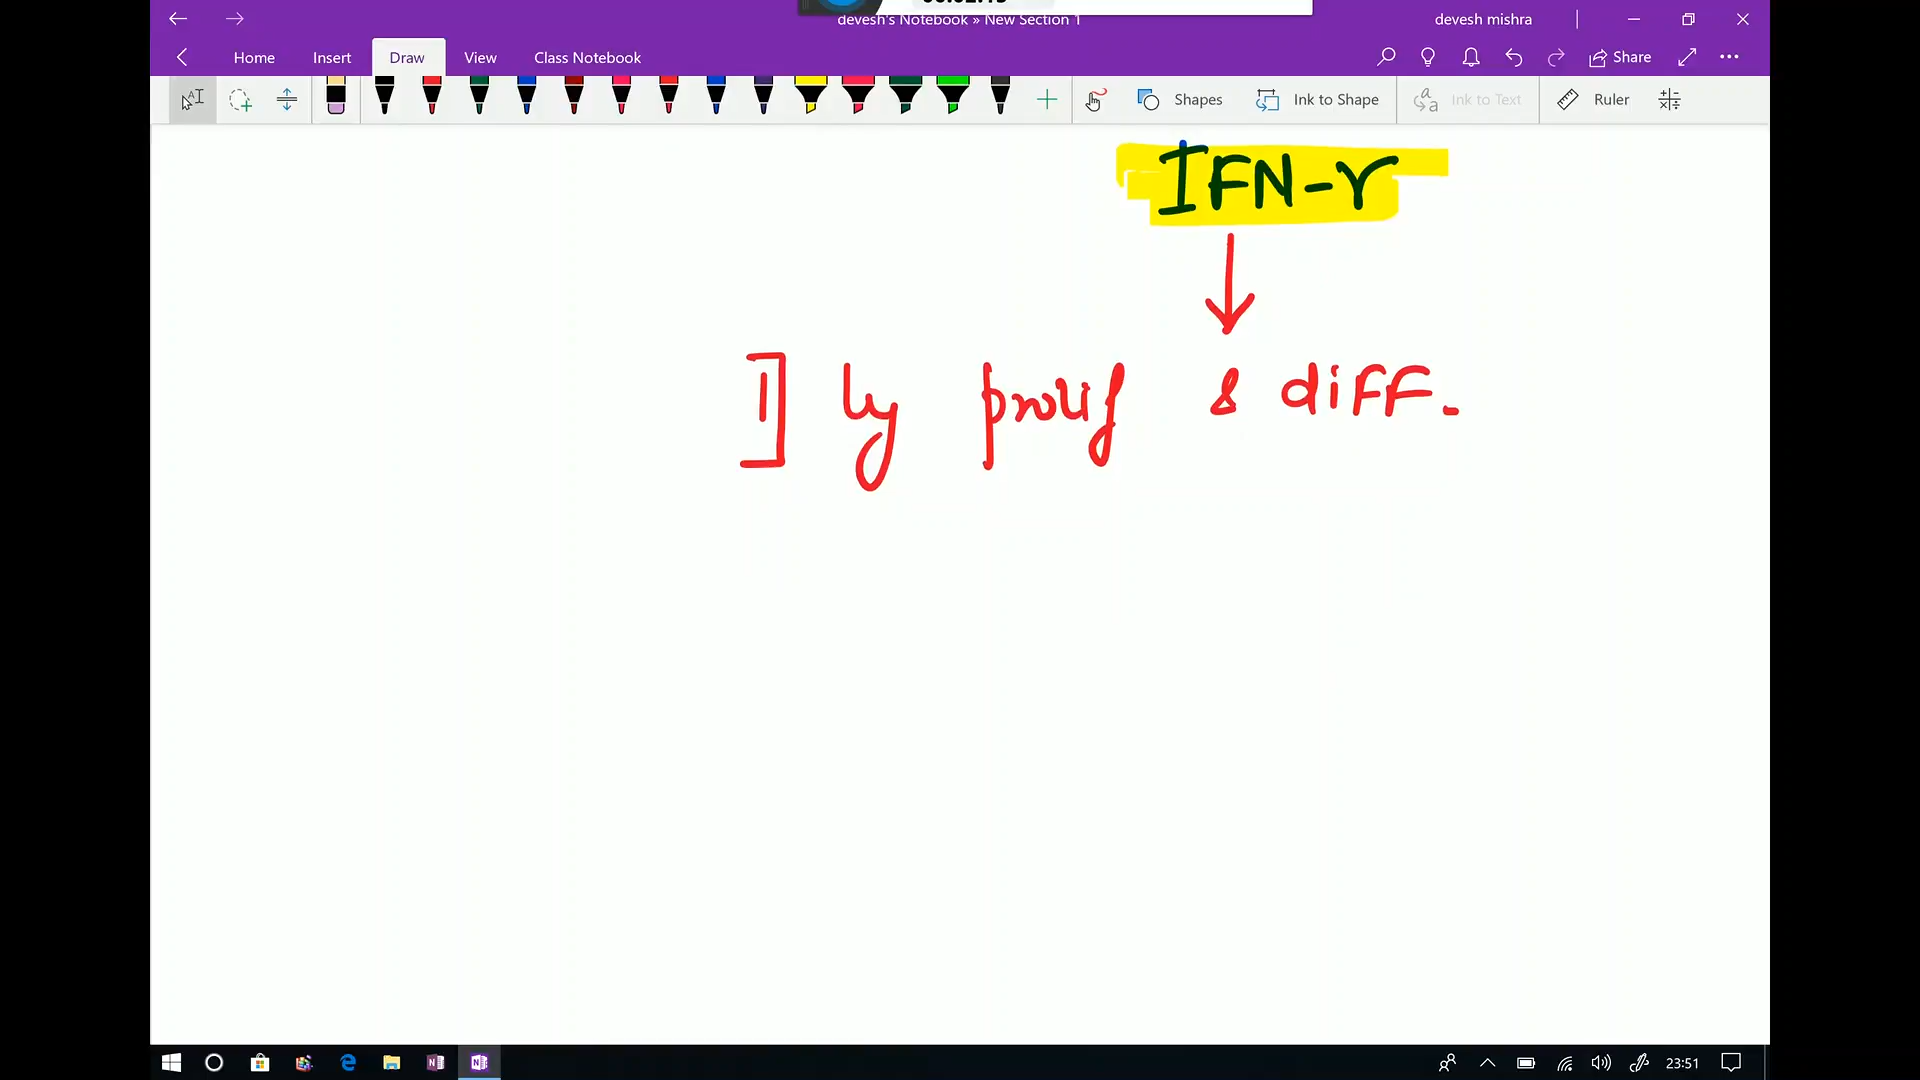 devesh's Notebook » New Section 1
devesh mishra
Home Insert Draw View Class Notebook
Share
Shapes Ink to Shape Ink to Text Ruler
IFN-γ
1] by prolif & diff.
23:51